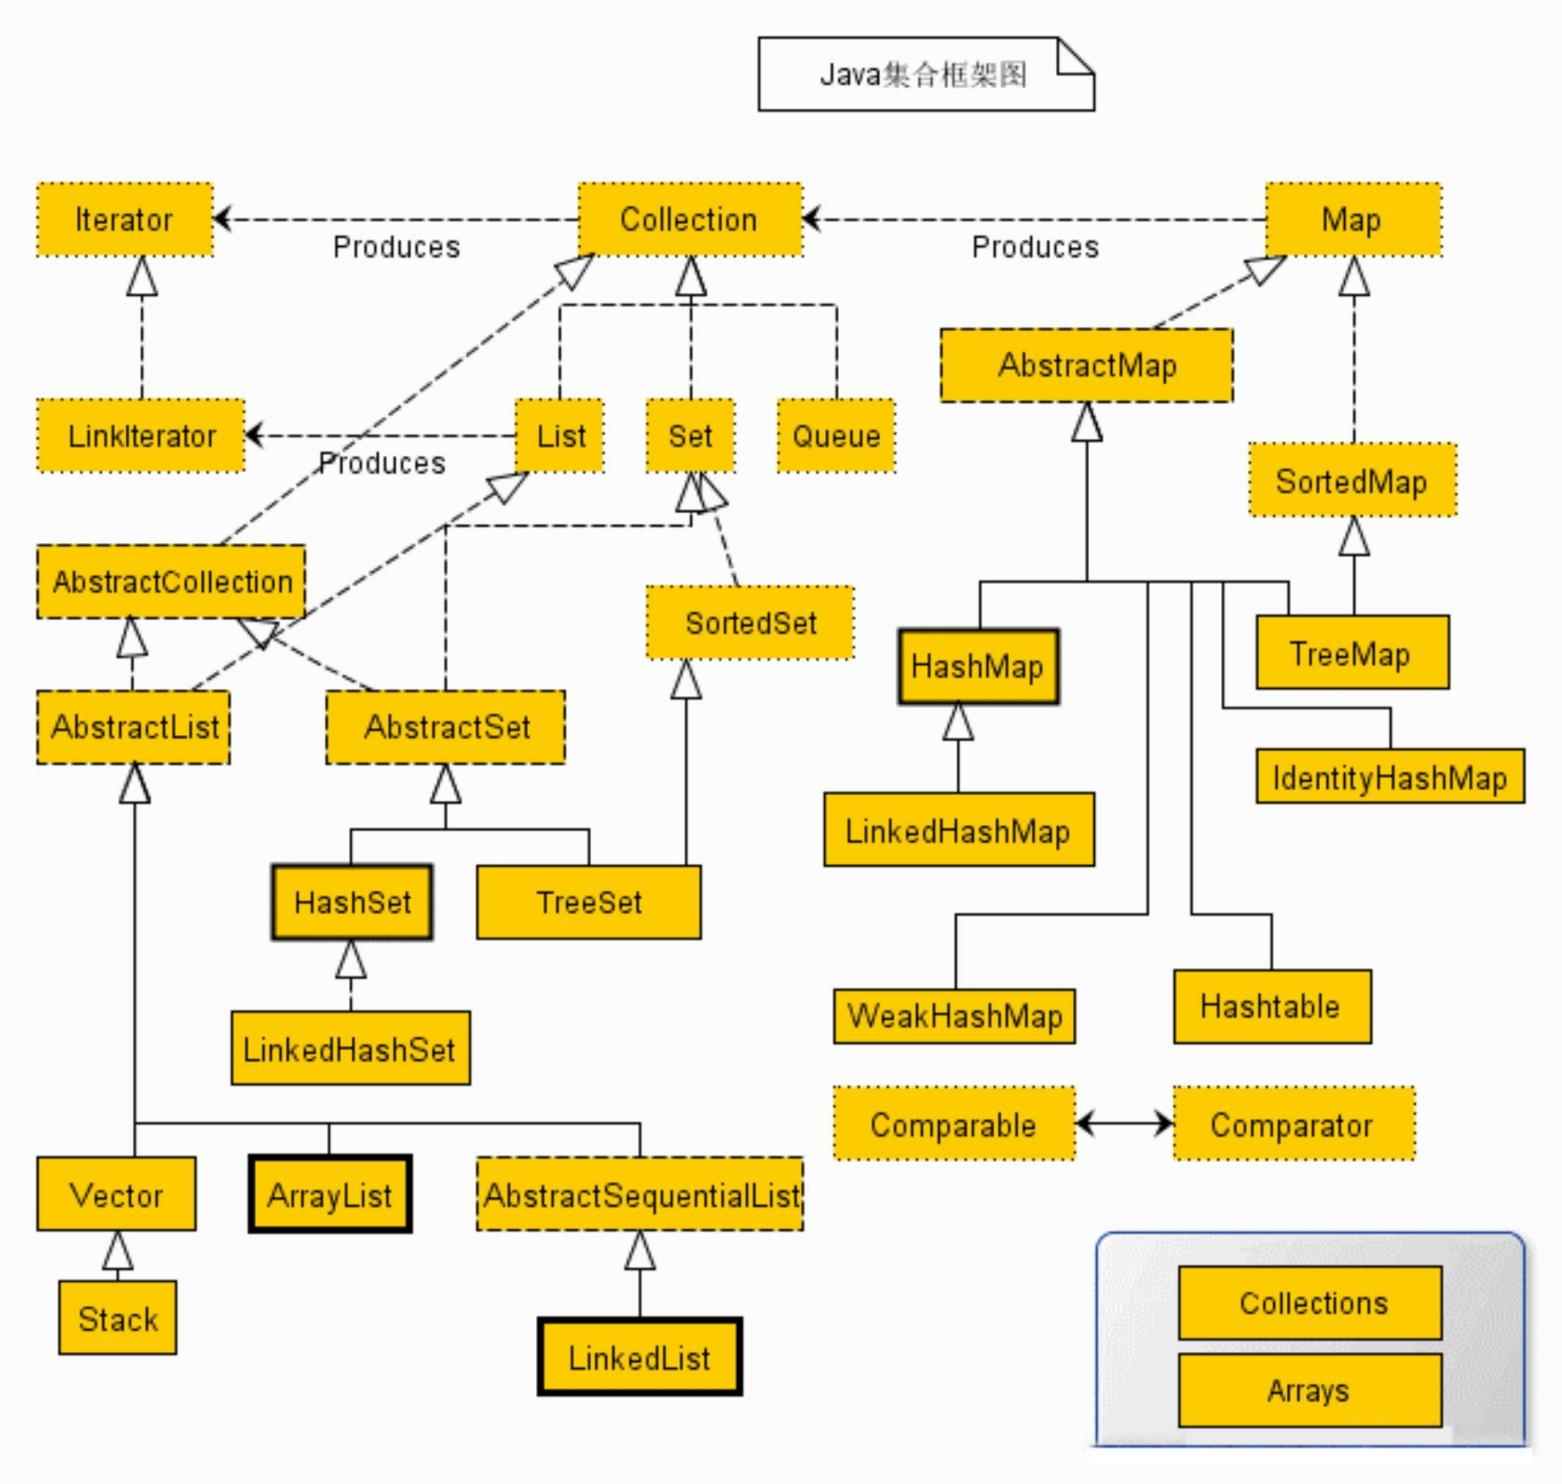 Java集合框架图
Iterator
Collection
Map
Produces
Produces
AbstractMap
LinkIterator
List
Set
Queue
Produces
SortedMap
AbstractCollection
SortedSet
HashMap
TreeMap
AbstractList
AbstractSet
IdentityHashMap
LinkedHashMap
HashSet
TreeSet
WeakHashMap
Hashtable
LinkedHashSet
Comparable
Comparator
Vector
ArrayList
AbstractSequentialList
Stack
LinkedList
Collections
Arrays